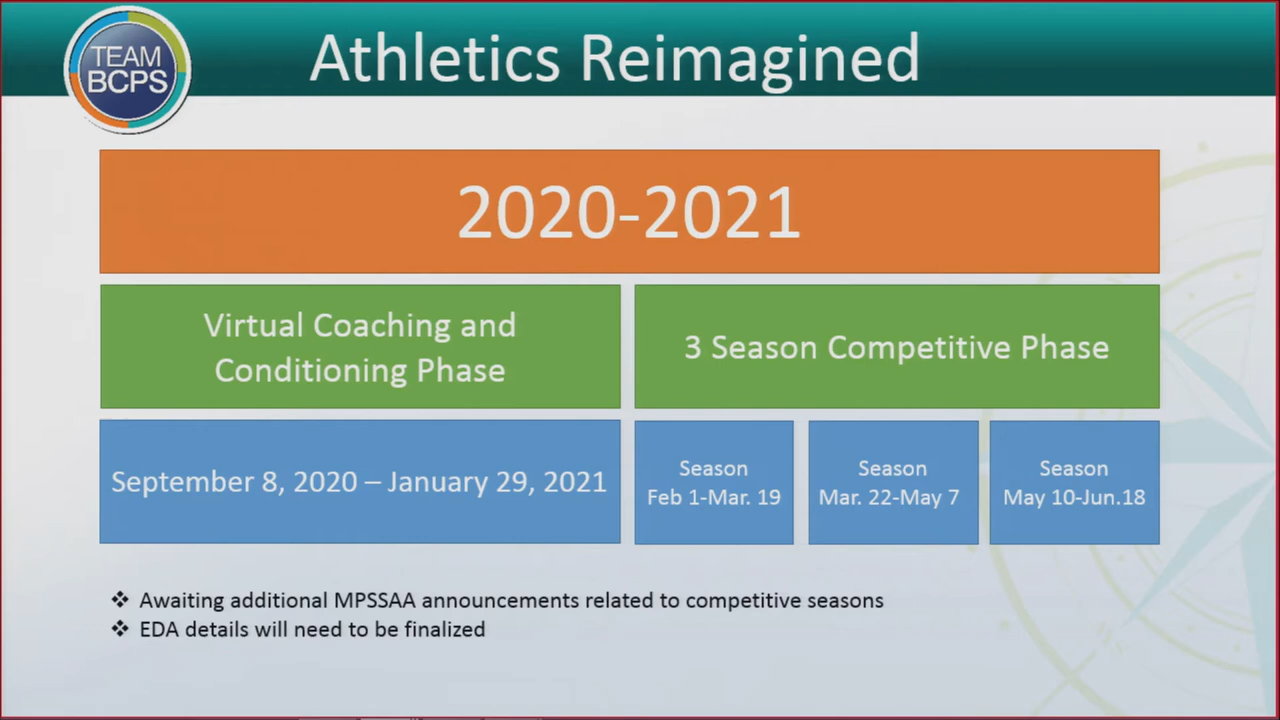 TEAM
BCPS
Athletics Reimagined
2020-2021
Virtual Coaching and
Conditioning Phase
3 Season Competitive Phase
September 8, 2020 – January 29, 2021
Season
Feb 1-Mar. 19
Season
Mar. 22-May 7
Season
May 10-Jun.18
❖ Awaiting additional MPSSAA announcements related to competitive seasons
❖ EDA details will need to be finalized